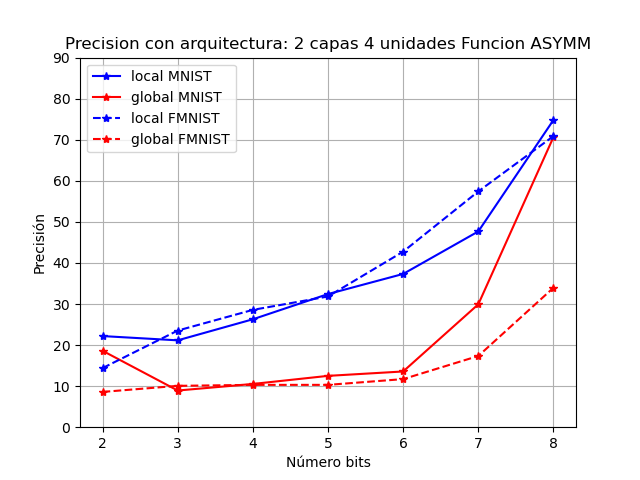 Precision con arquitectura: 2 capas 4 unidades Funcion ASYMM
90
80
70
60
50
40
30
20
10
0
Precisión
local MNIST
global MNIST
local FMNIST
global FMNIST
2 3 4 5 6 7 8
Número bits